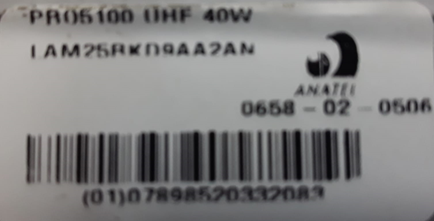 PRO5100 UHF 40W
LAM25RKD9AA2AN
ANATEL
0658-02-0506
(01)07898520332083